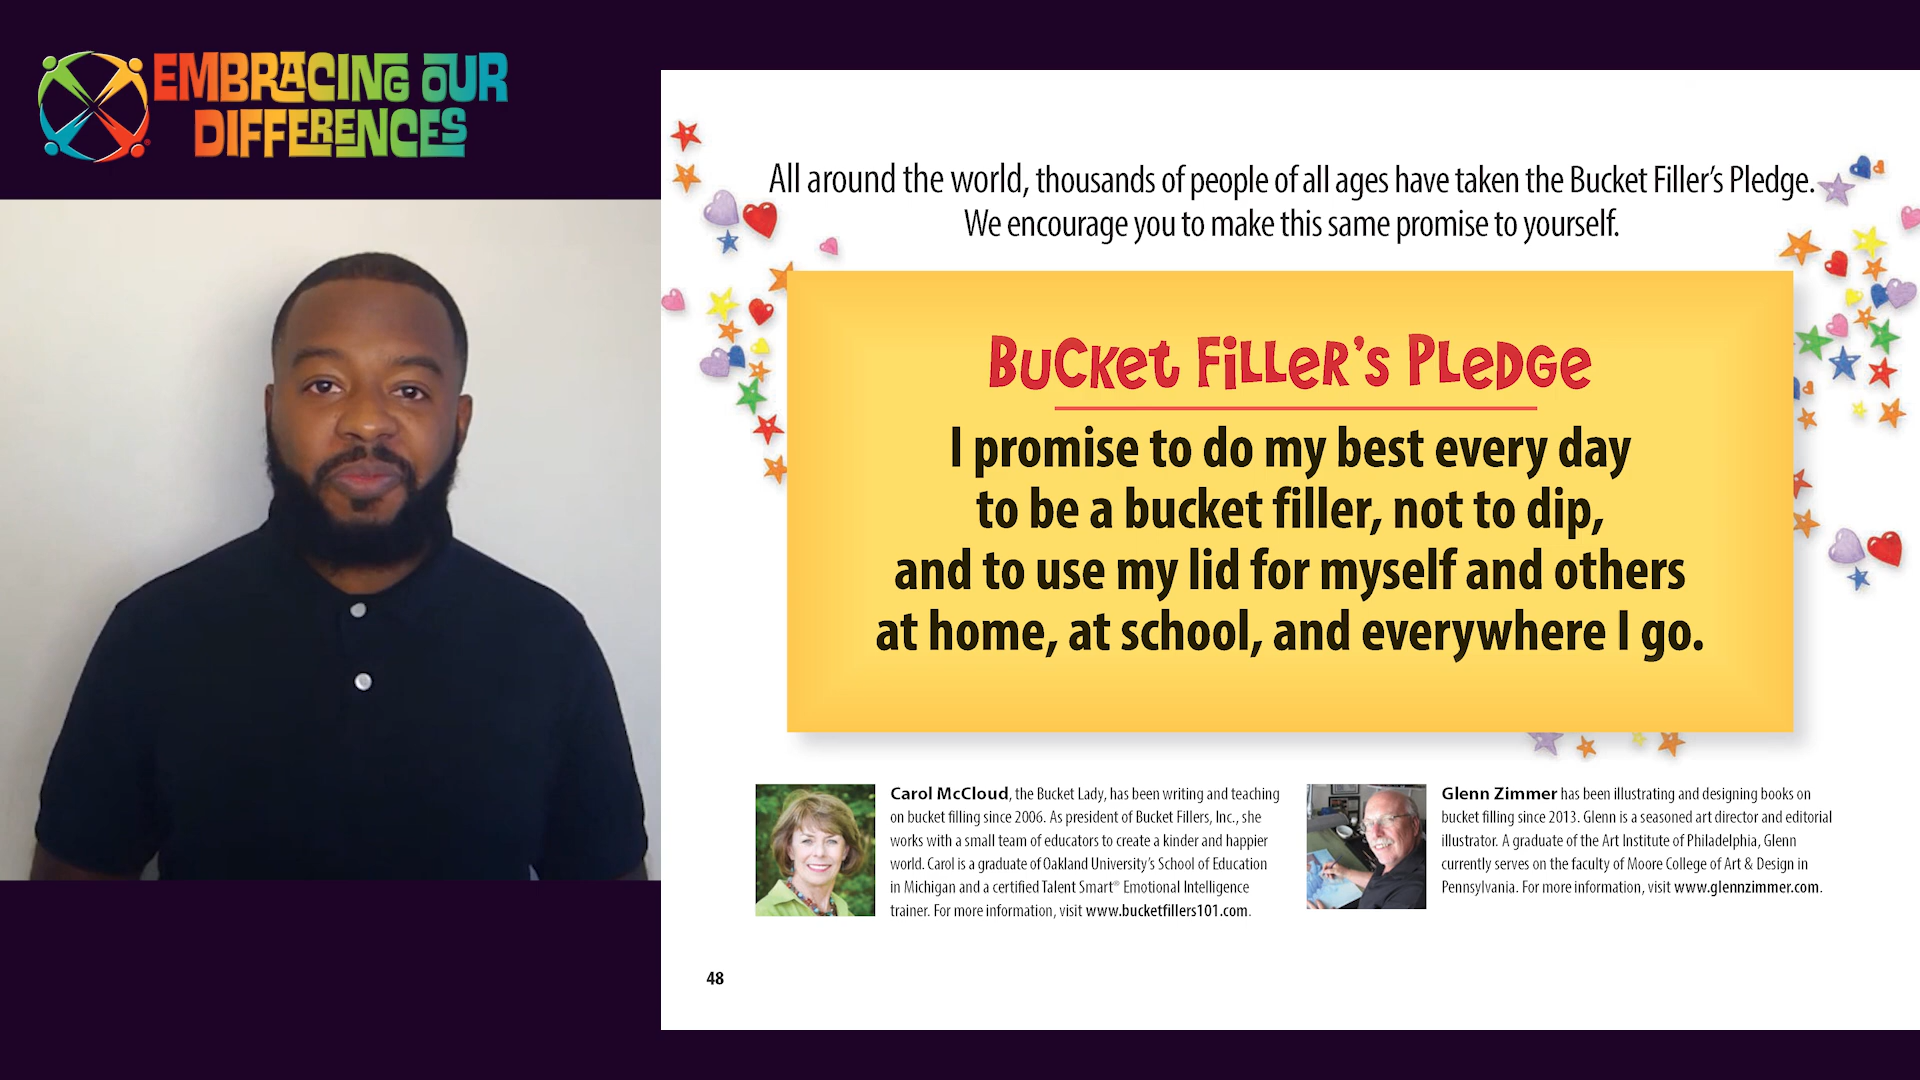 EMBRACING OUR
DIFFERENCES
All around the world, thousands of people of all ages have taken the Bucket Filler's Pledge.
We encourage you to make this same promise to yourself.
BUCKet FiLLeR's PLeDGe
I promise to do my best every day
to be a bucket filler, not to dip,
and to use my lid for myself and others
at home, at school, and everywhere I go.
Carol McCloud, the Bucket Lady, has been writing and teaching
on bucket filling since 2006. As president of Bucket Fillers, Inc., she
works with a small team of educators to create a kinder and happier
world. Carol is a graduate of Oakland University's School of Education
in Michigan and a certified Talent Smart® Emotional Intelligence
trainer. For more information, visit www.bucketfillers101.com.
Glenn Zimmer has been illustrating and designing books on
bucket filling since 2013. Glenn is a seasoned art director and editorial
illustrator. A graduate of the Art Institute of Philadelphia, Glenn
currently serves on the faculty of Moore College of Art & Design in
Pennsylvania. For more information, visit www.glennzimmer.com.
48